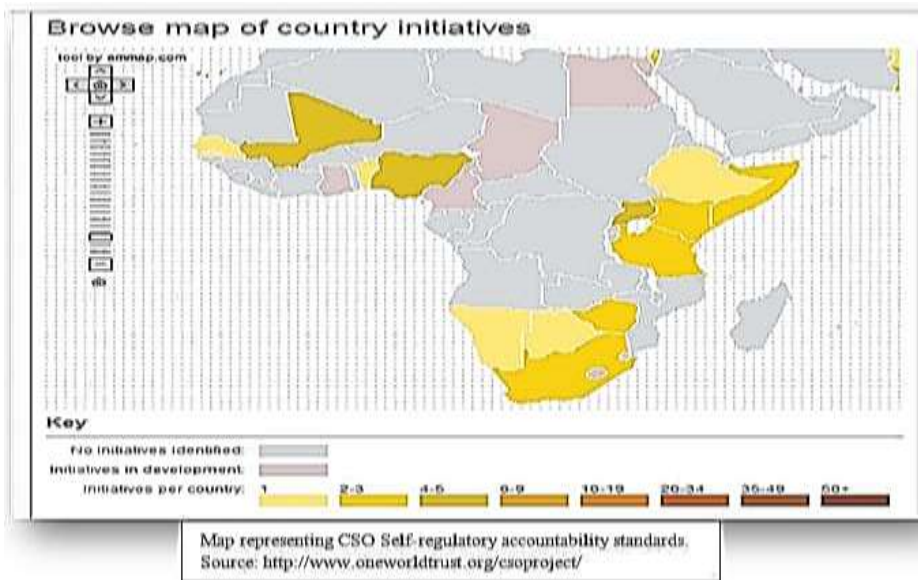 Browse map of country initiatives
tool by ammap.com
Key
No initiatives identified:
Initiatives in development:
Initiatives per country:
1 2-3 4-5 6-9 10-19 20-34 35-49 50+
Map representing CSO Self-regulatory accountability standards.
Source: http://www.oneworldtrust.org/csoproject/